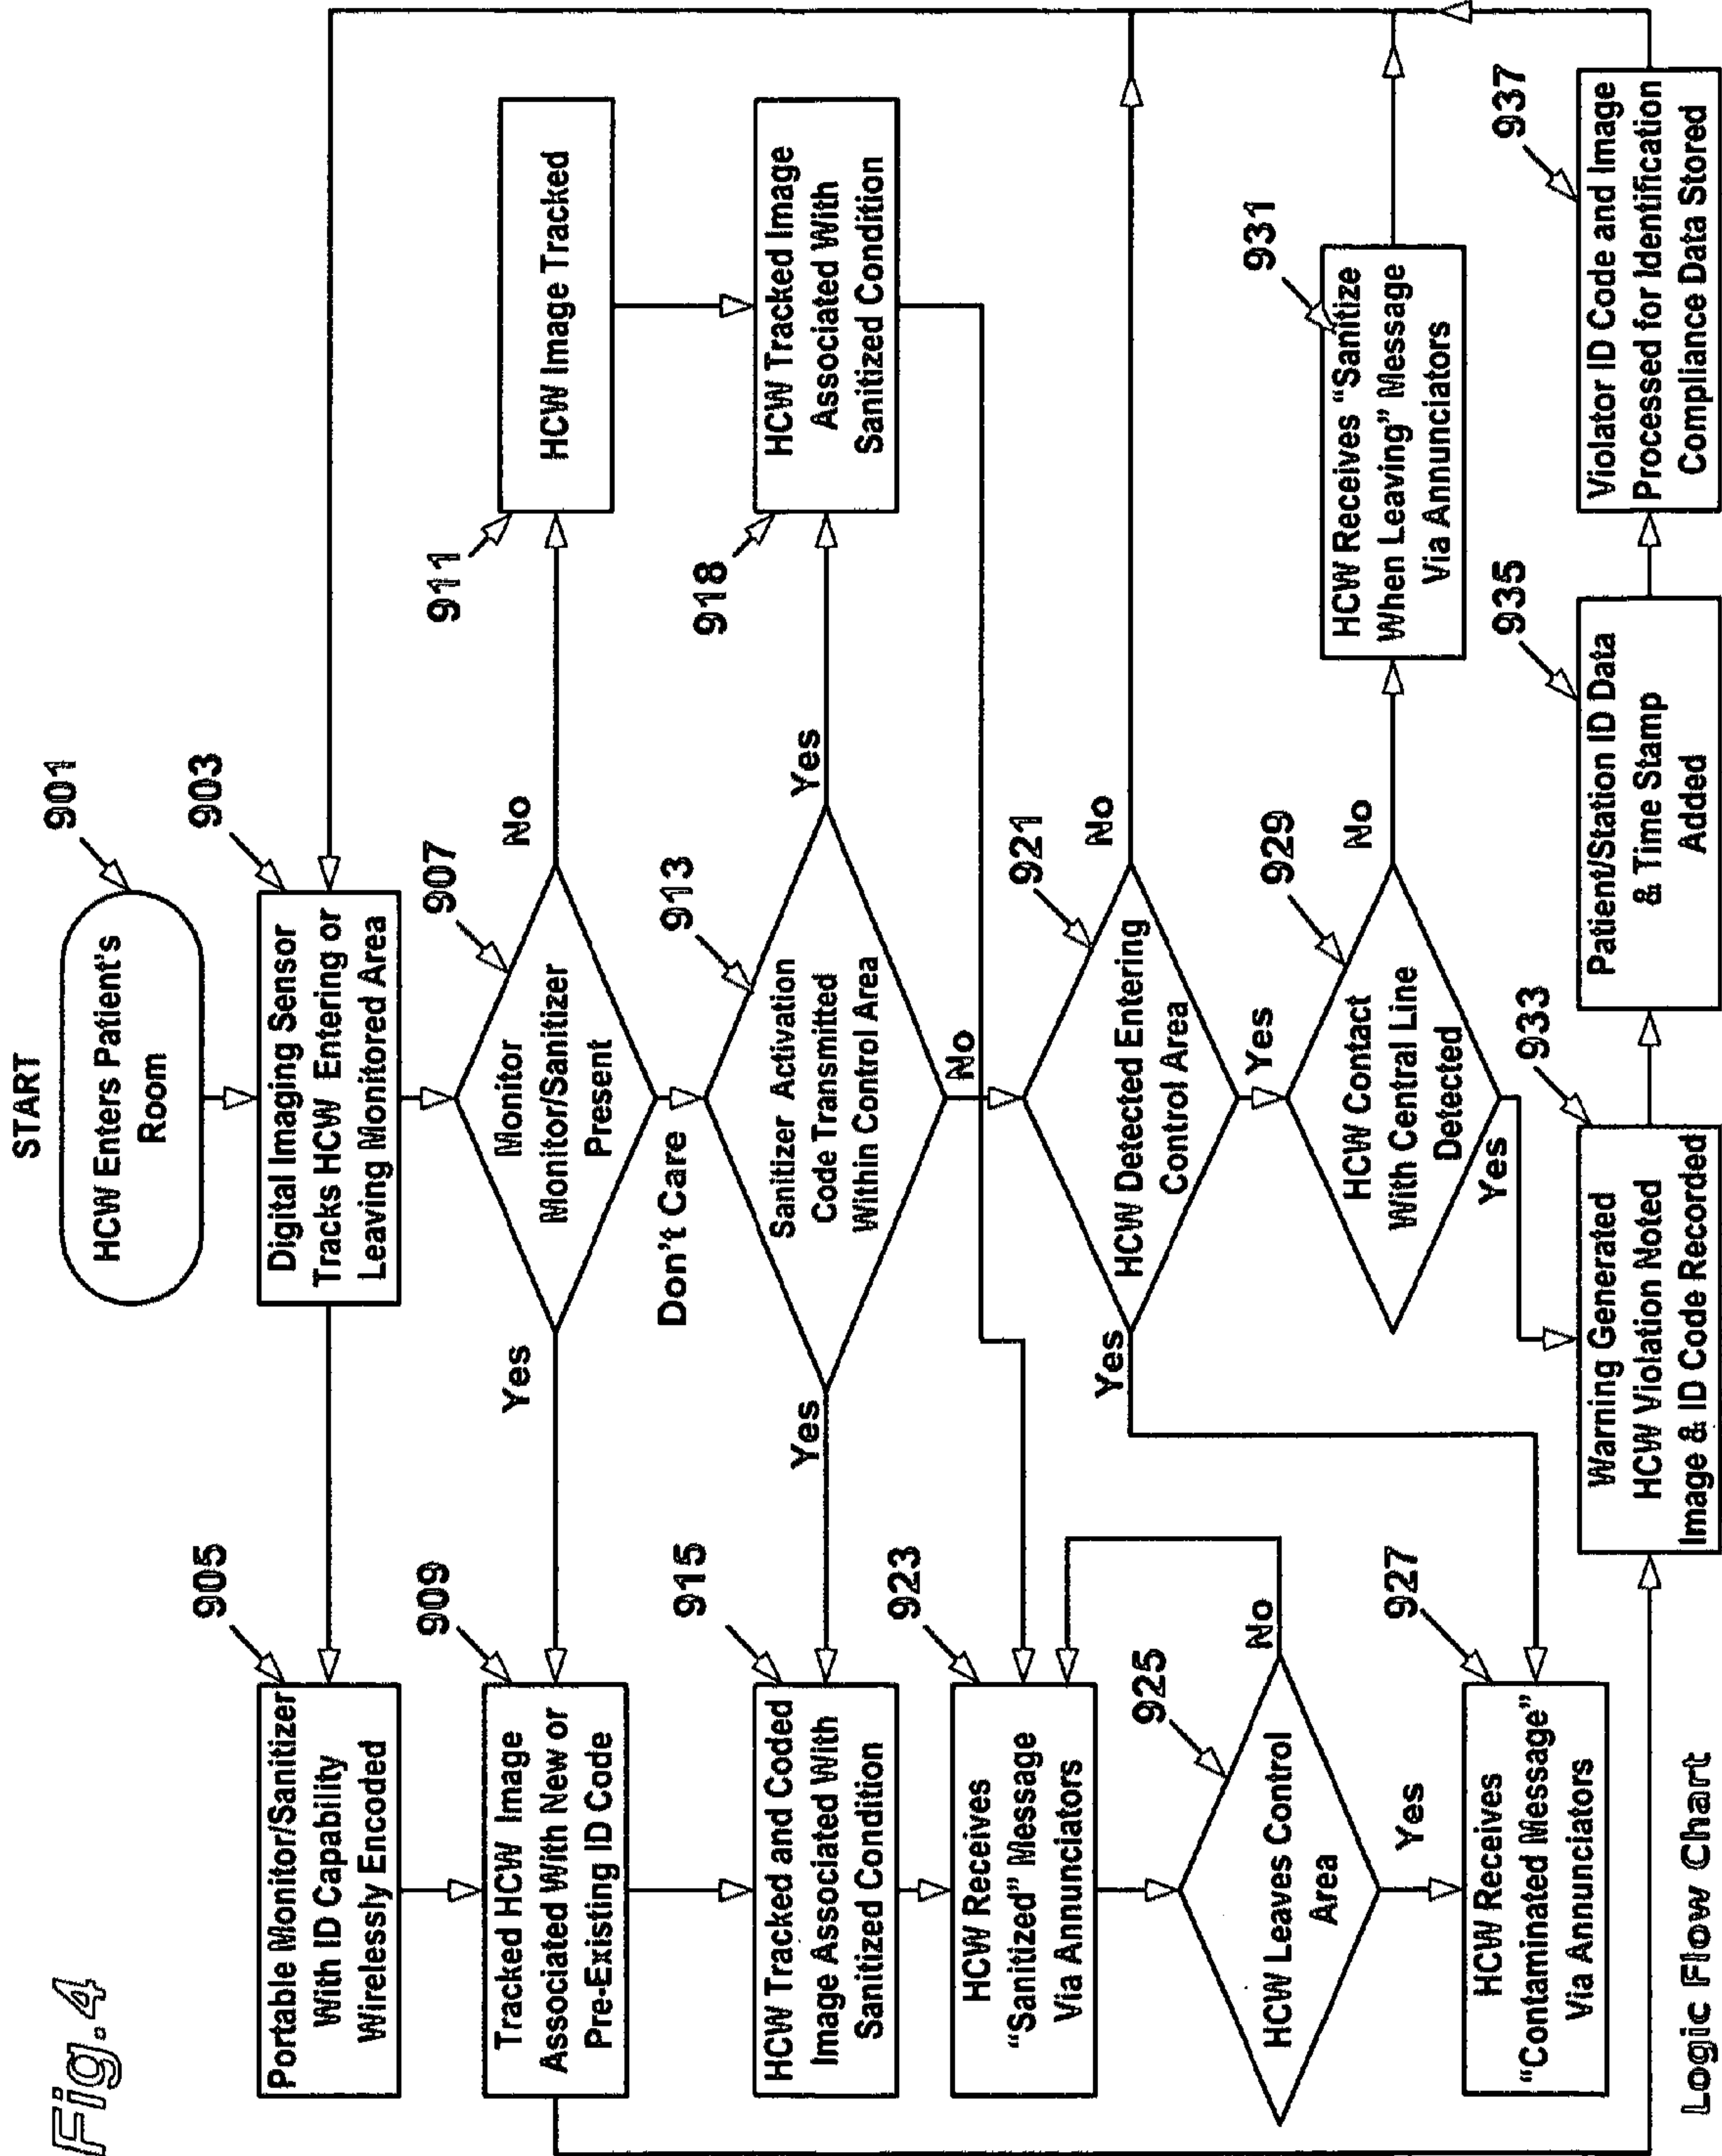 Fig.4
START
901
HCW Enters Patient's
Room
903
Digital Imaging Sensor
Tracks HCW Entering or
Leaving Monitored Area
905
Portable Monitor/Sanitizer
With ID Capability
Wirelessly Encoded
907
Monitor
Monitor/Sanitizer
Present
Yes
No
Don't Care
909
Tracked HCW Image
Associated With New or
Pre-Existing ID Code
911
HCW Image Tracked
913
Sanitizer Activation
Code Transmitted
Within Control Area
Yes
Yes
No
915
HCW Tracked and Coded
Image Associated With
Sanitized Condition
918
HCW Tracked Image
Associated With
Sanitized Condition
923
HCW Receives
“Sanitized” Message
Via Annunciators
921
HCW Detected Entering
Control Area
Yes
No
Yes
925
HCW Leaves Control
Area
No
Yes
929
HCW Contact
With Central Line
Detected
No
Yes
931
HCW Receives “Sanitize
When Leaving” Message
Via Annunciators
927
HCW Receives
“Contaminated Message”
Via Annunciators
933
Warning Generated
HCW Violation Noted
Image & ID Code Recorded
935
Patient/Station ID Data
& Time Stamp
Added
937
Violator ID Code and Image
Processed for Identification
Compliance Data Stored
Logic Flow Chart